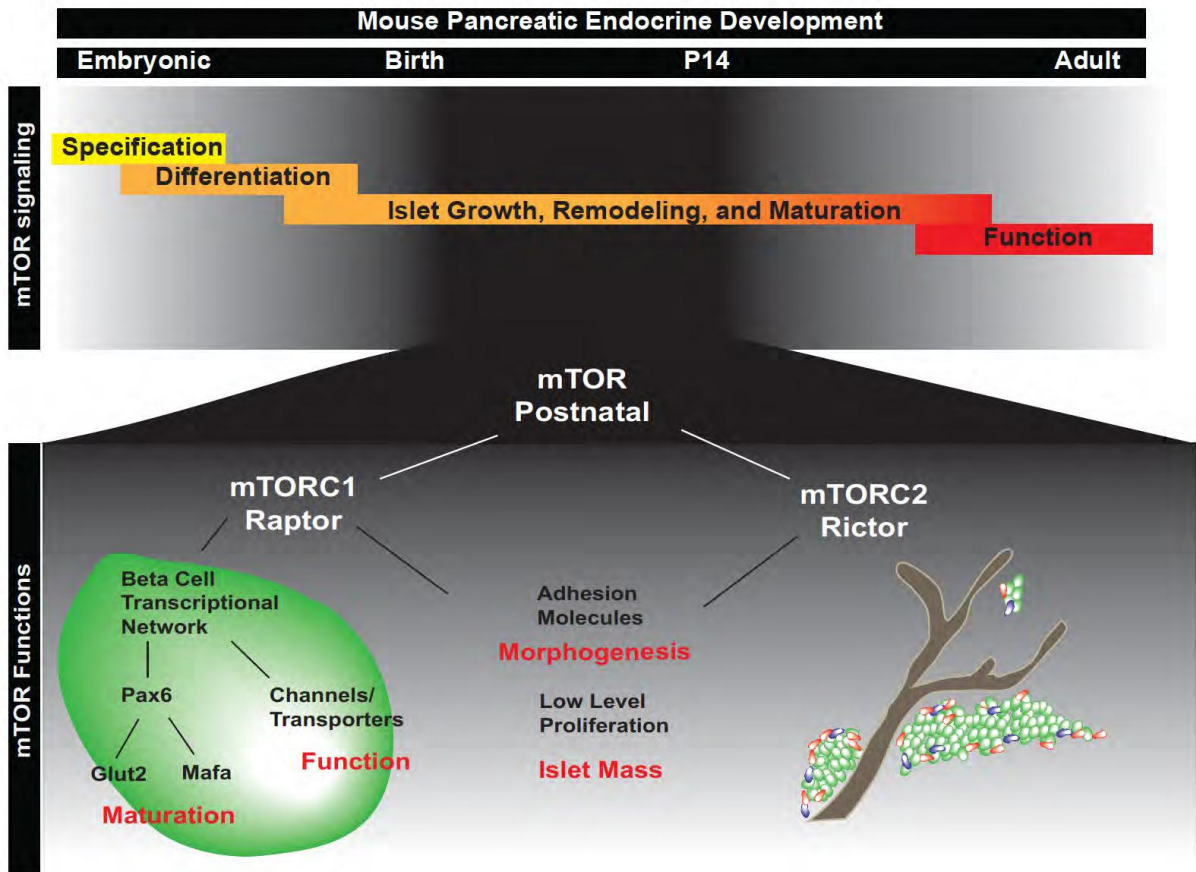 Mouse Pancreatic Endocrine Development
Embryonic Birth P14 Adult
mTOR signaling
Specification
Differentiation
Islet Growth, Remodeling, and Maturation
Function
mTOR
Postnatal
mTOR Functions
mTORC1
Raptor
mTORC2
Rictor
Beta Cell
Transcriptional
Network
Pax6
Channels/
Transporters
Glut2
Mafa
Function
Maturation
Adhesion
Molecules
Morphogenesis
Low Level
Proliferation
Islet Mass